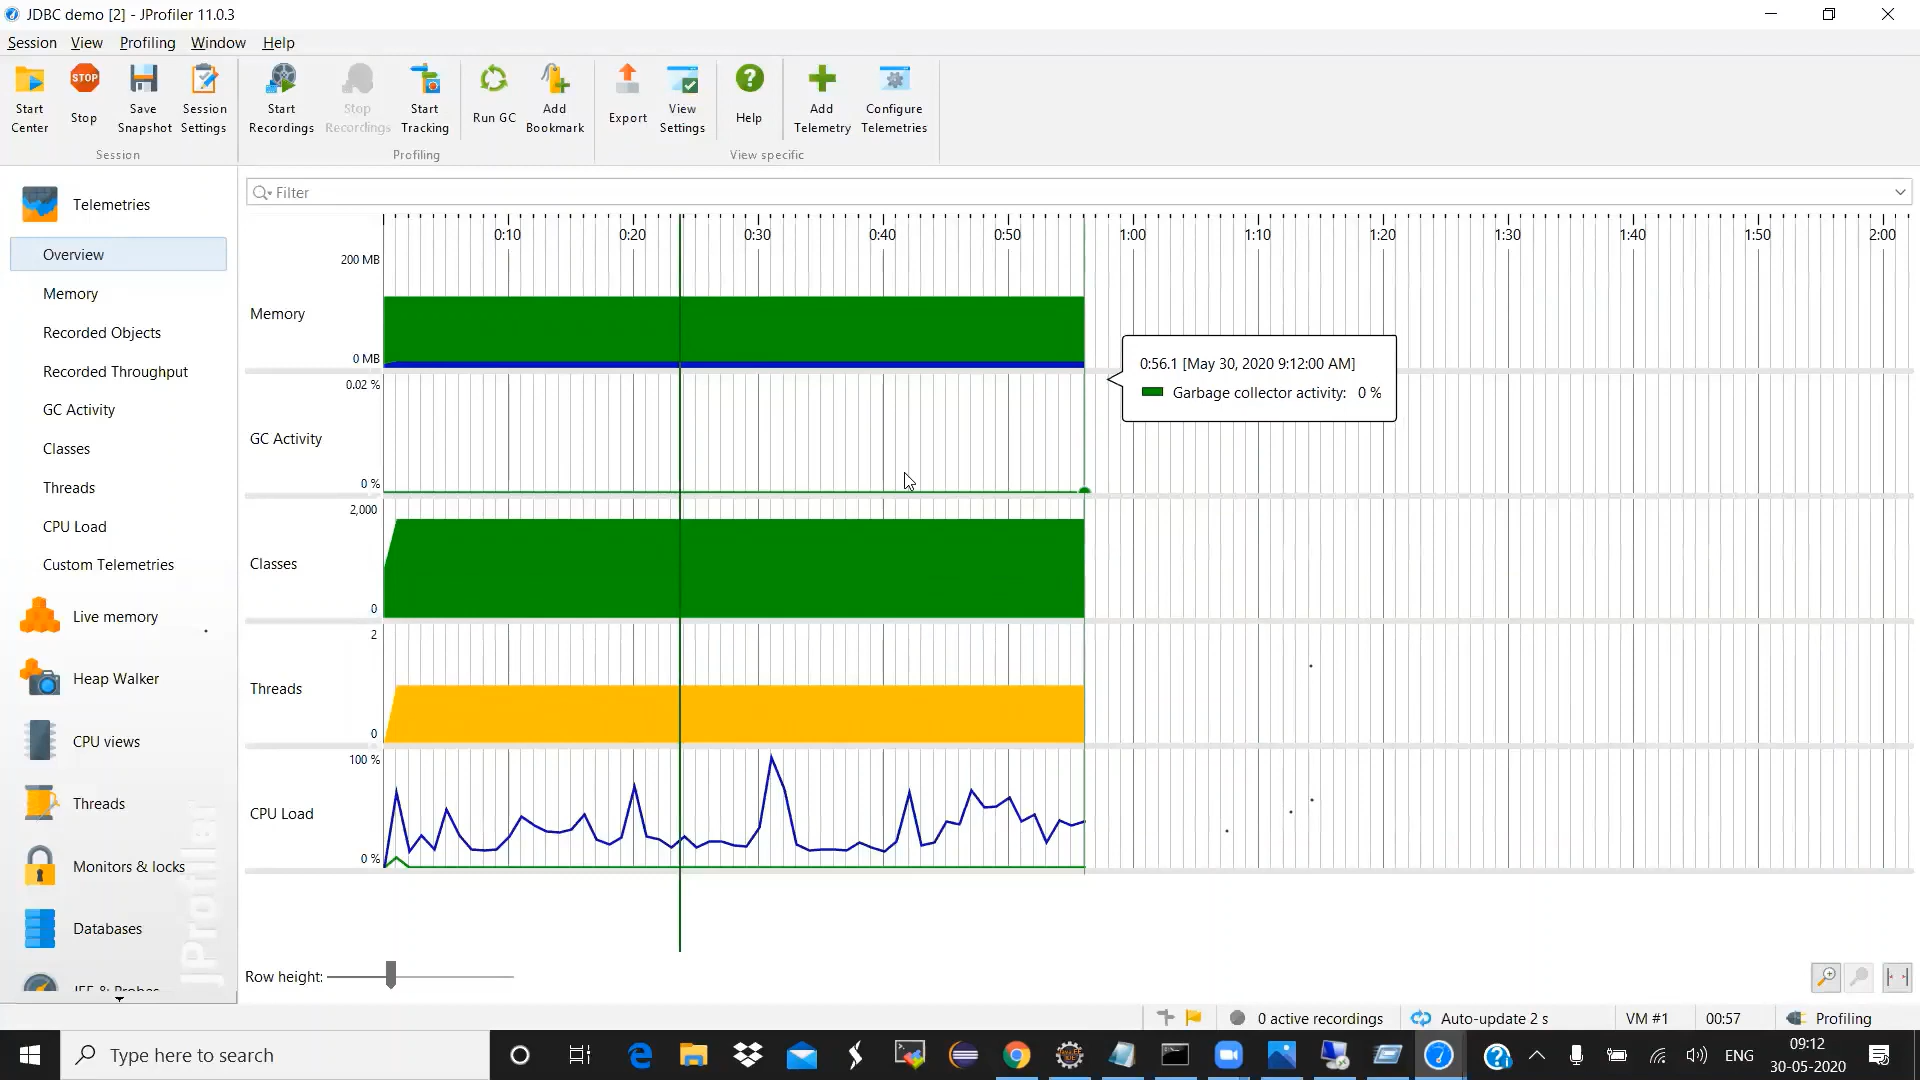 JDBC demo [2] - JProfiler 11.0.3
Session View Profiling Window Help
Start Center
Stop
Save Snapshot
Session Settings
Start Recordings
Stop Recordings
Start Tracking
Run GC
Add Bookmark
Export
View Settings
Help
Add Telemetry
Configure Telemetries
Session
Profiling
View specific
Telemetries
Overview
Memory
Recorded Objects
Recorded Throughput
GC Activity
Classes
Threads
CPU Load
Custom Telemetries
Live memory
Heap Walker
CPU views
Threads
Monitors & locks
Databases
JEE & Probes
JProfiler
Filter
0:10 0:20 0:30 0:40 0:50 1:00 1:10 1:20 1:30 1:40 1:50 2:00
200 MB
Memory
0 MB
0.02 %
GC Activity
0 %
2,000
Classes
0
2
Threads
0
100 %
CPU Load
0 %
0:56.1 [May 30, 2020 9:12:00 AM]
Garbage collector activity: 0 %
Row height:
0 active recordings
Auto-update 2 s
VM #1
00:57
Profiling
Type here to search
ENG
09:12
30-05-2020